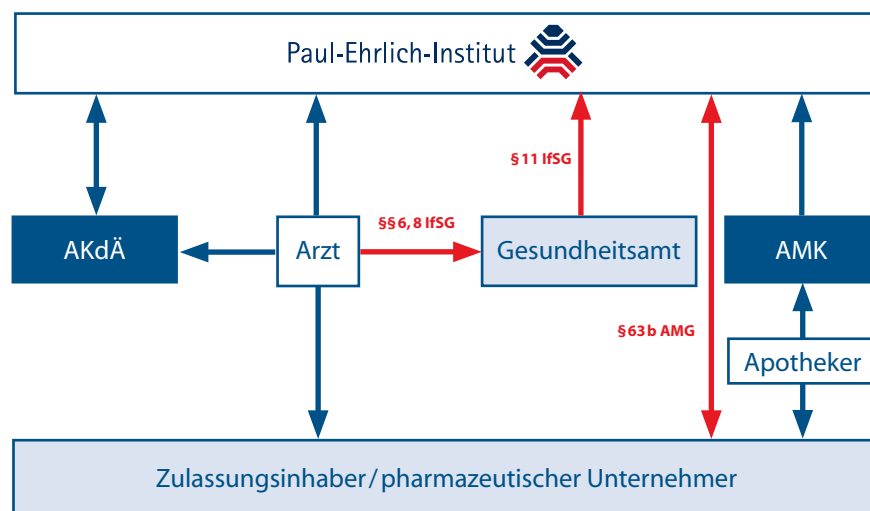 Paul-Ehrlich-Institut
§ 11 IfSG
§§ 6, 8 IfSG
AKdÄ
Arzt
Gesundheitsamt
AMK
§ 63 b AMG
Apotheker
Zulassungsinhaber / pharmazeutischer Unternehmer